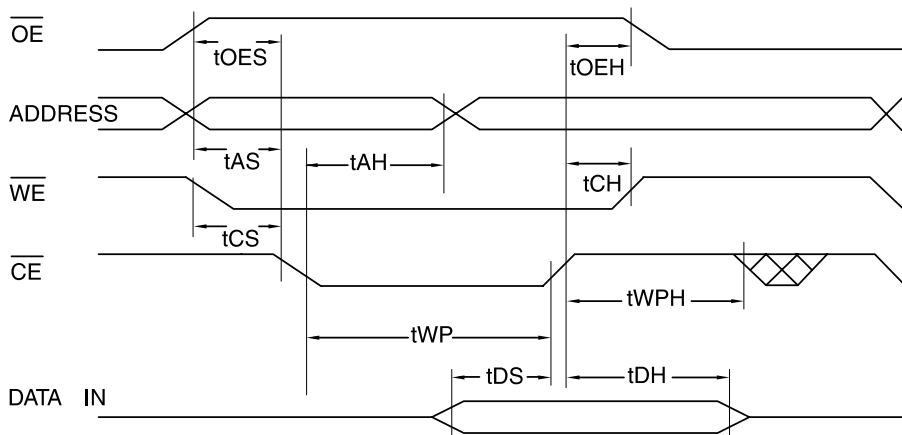 OE
tOES
tOEH
ADDRESS
tAS
tAH
WE
tCH
tCS
CE
tWPH
tWP
tDS
tDH
DATA IN